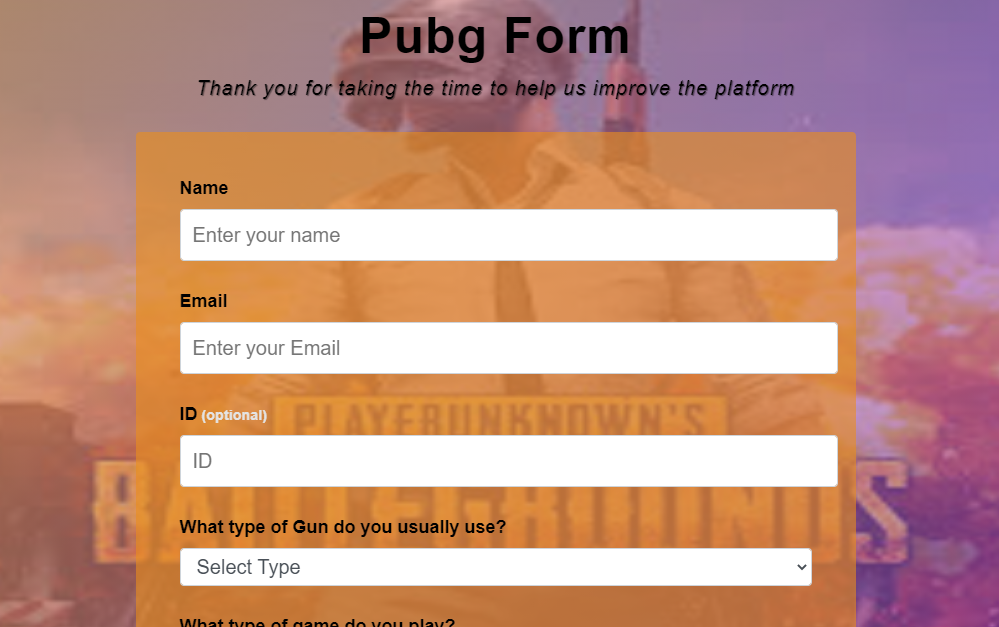 Pubg Form
Thank you for taking the time to help us improve the platform
Name
Enter your name
Email
Enter your Email
ID (optional)
PLAYERUNKNOWN'S
ID
BATTLEGROUNDS
What type of Gun do you usually use?
Select Type
What type of game do you play?